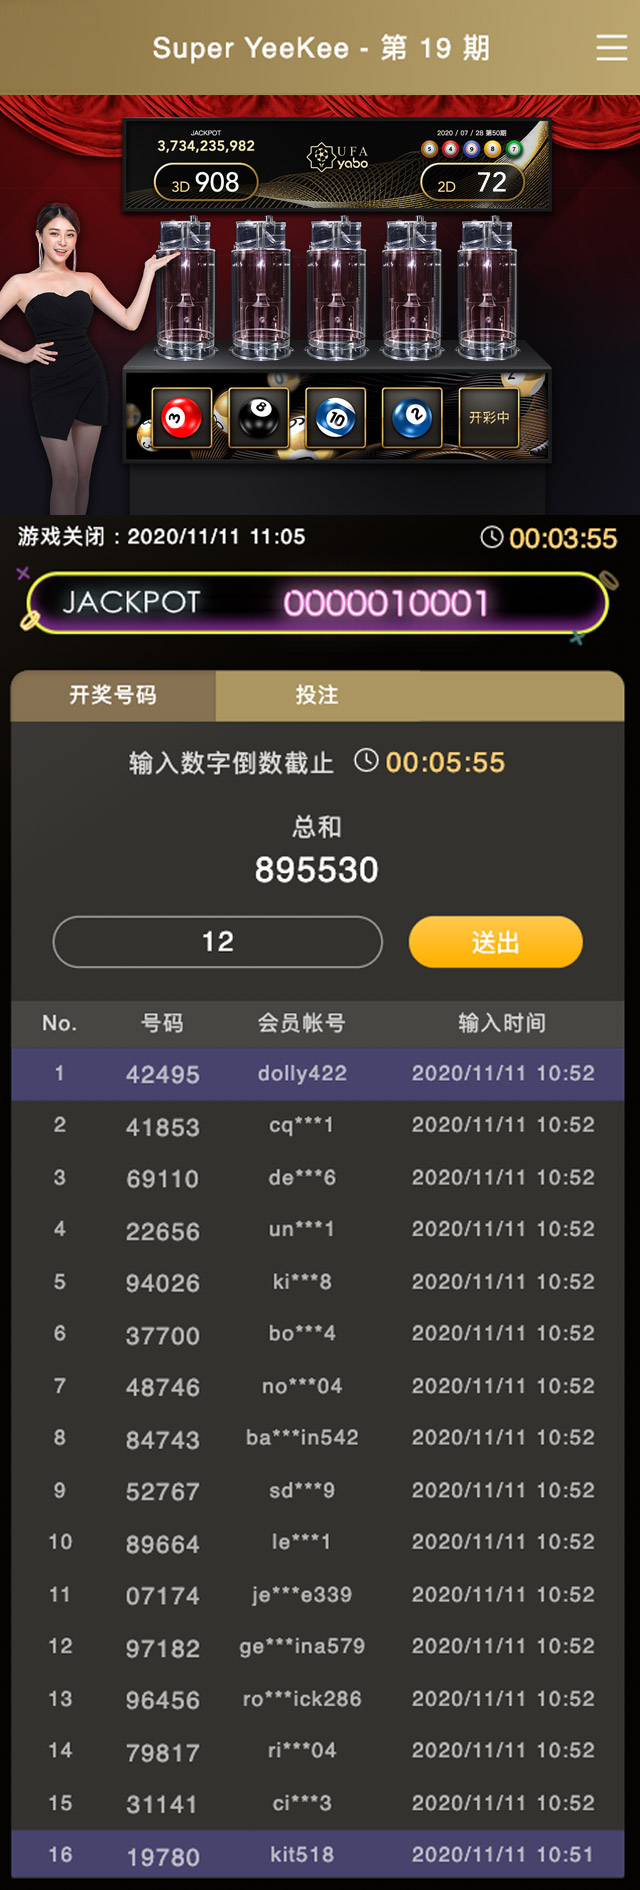 Super YeeKee - 第 19 期
JACKPOT
3,734,235,982
3D 908
UFA
yabo
2020 / 07 / 28 第50期
5 4 9 8 7
2D 72
3 8 10 2 开彩中
游戏关闭 : 2020/11/11 11:05
00:03:55
JACKPOT 0000010001
开奖号码 投注
输入数字倒数截止 00:05:55
总和
895530
12 送出
No. 号码 会员帐号 输入时间
1 42495 dolly422 2020/11/11 10:52
2 41853 cq***1 2020/11/11 10:52
3 69110 de***6 2020/11/11 10:52
4 22656 un***1 2020/11/11 10:52
5 94026 ki***8 2020/11/11 10:52
6 37700 bo***4 2020/11/11 10:52
7 48746 no***04 2020/11/11 10:52
8 84743 ba***in542 2020/11/11 10:52
9 52767 sd***9 2020/11/11 10:52
10 89664 le***1 2020/11/11 10:52
11 07174 je***e339 2020/11/11 10:52
12 97182 ge***ina579 2020/11/11 10:52
13 96456 ro***ick286 2020/11/11 10:52
14 79817 ri***04 2020/11/11 10:52
15 31141 ci***3 2020/11/11 10:52
16 19780 kit518 2020/11/11 10:51